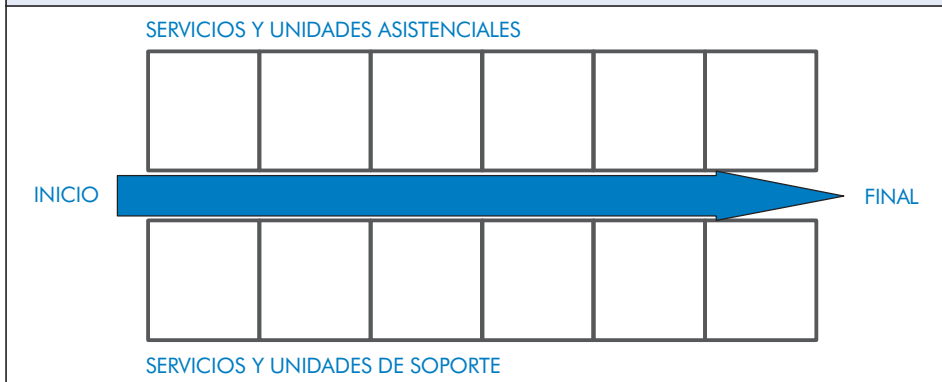 SERVICIOS Y UNIDADES ASISTENCIALES
INICIO
FINAL
SERVICIOS Y UNIDADES DE SOPORTE